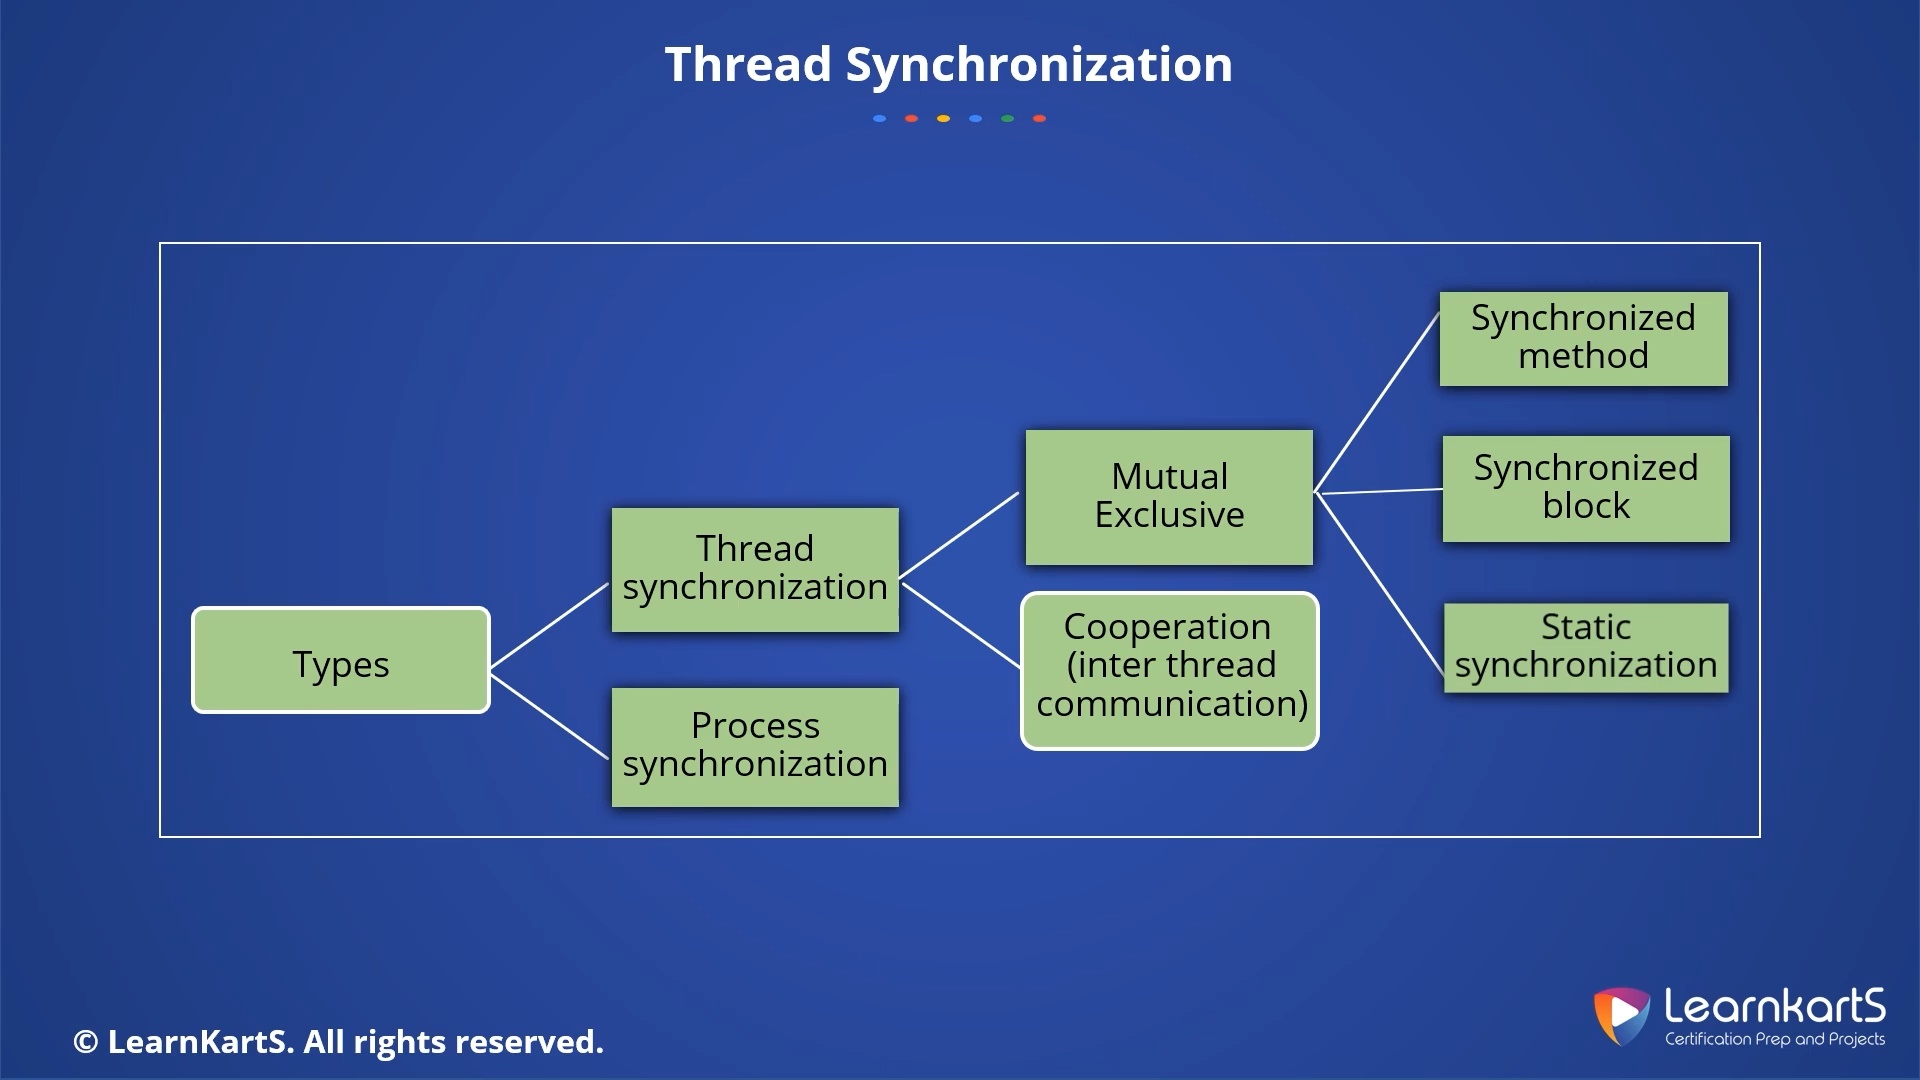 Thread Synchronization
Types
Thread
synchronization
Process
synchronization
Mutual
Exclusive
Cooperation
(inter thread
communication)
Synchronized
method
Synchronized
block
Static
synchronization
© LearnKartS. All rights reserved.
LearnkartS
Certification Prep and Projects